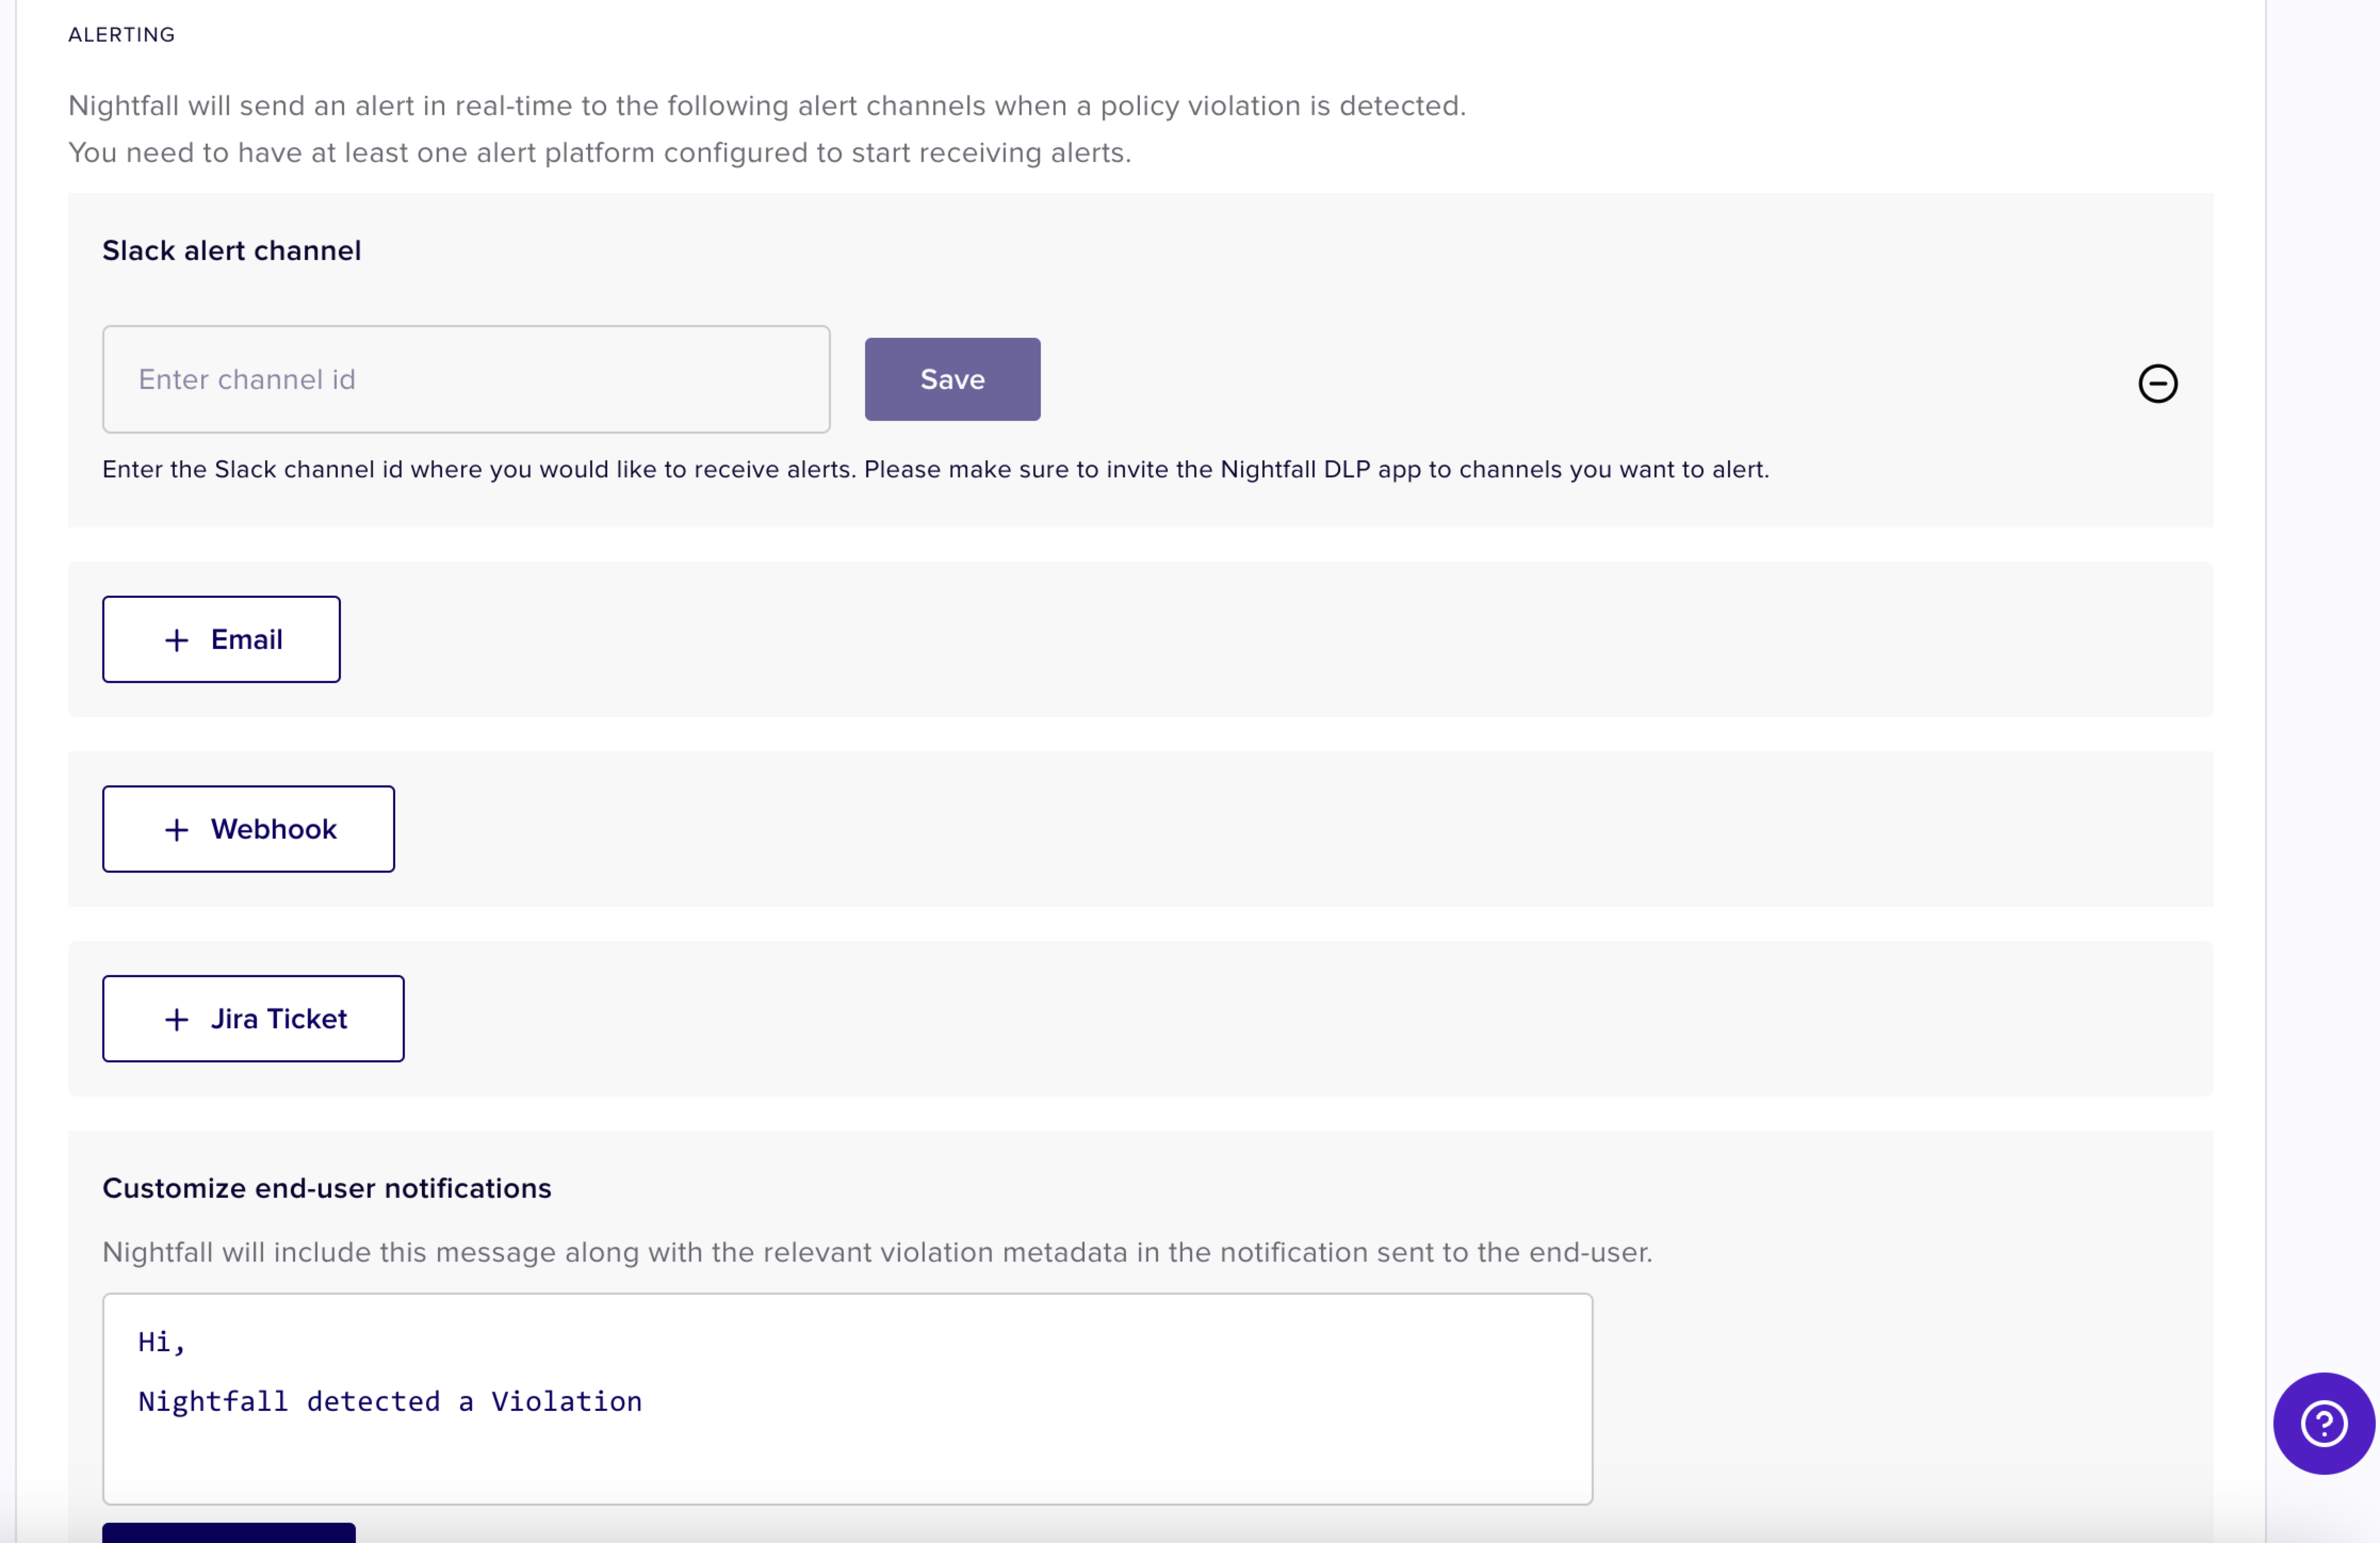 ALERTING
Nightfall will send an alert in real-time to the following alert channels when a policy violation is detected.
You need to have at least one alert platform configured to start receiving alerts.
Slack alert channel
Enter channel id
Save
Enter the Slack channel id where you would like to receive alerts. Please make sure to invite the Nightfall DLP app to channels you want to alert.
+ Email
+ Webhook
+ Jira Ticket
Customize end-user notifications
Nightfall will include this message along with the relevant violation metadata in the notification sent to the end-user.
Hi,
Nightfall detected a Violation
?